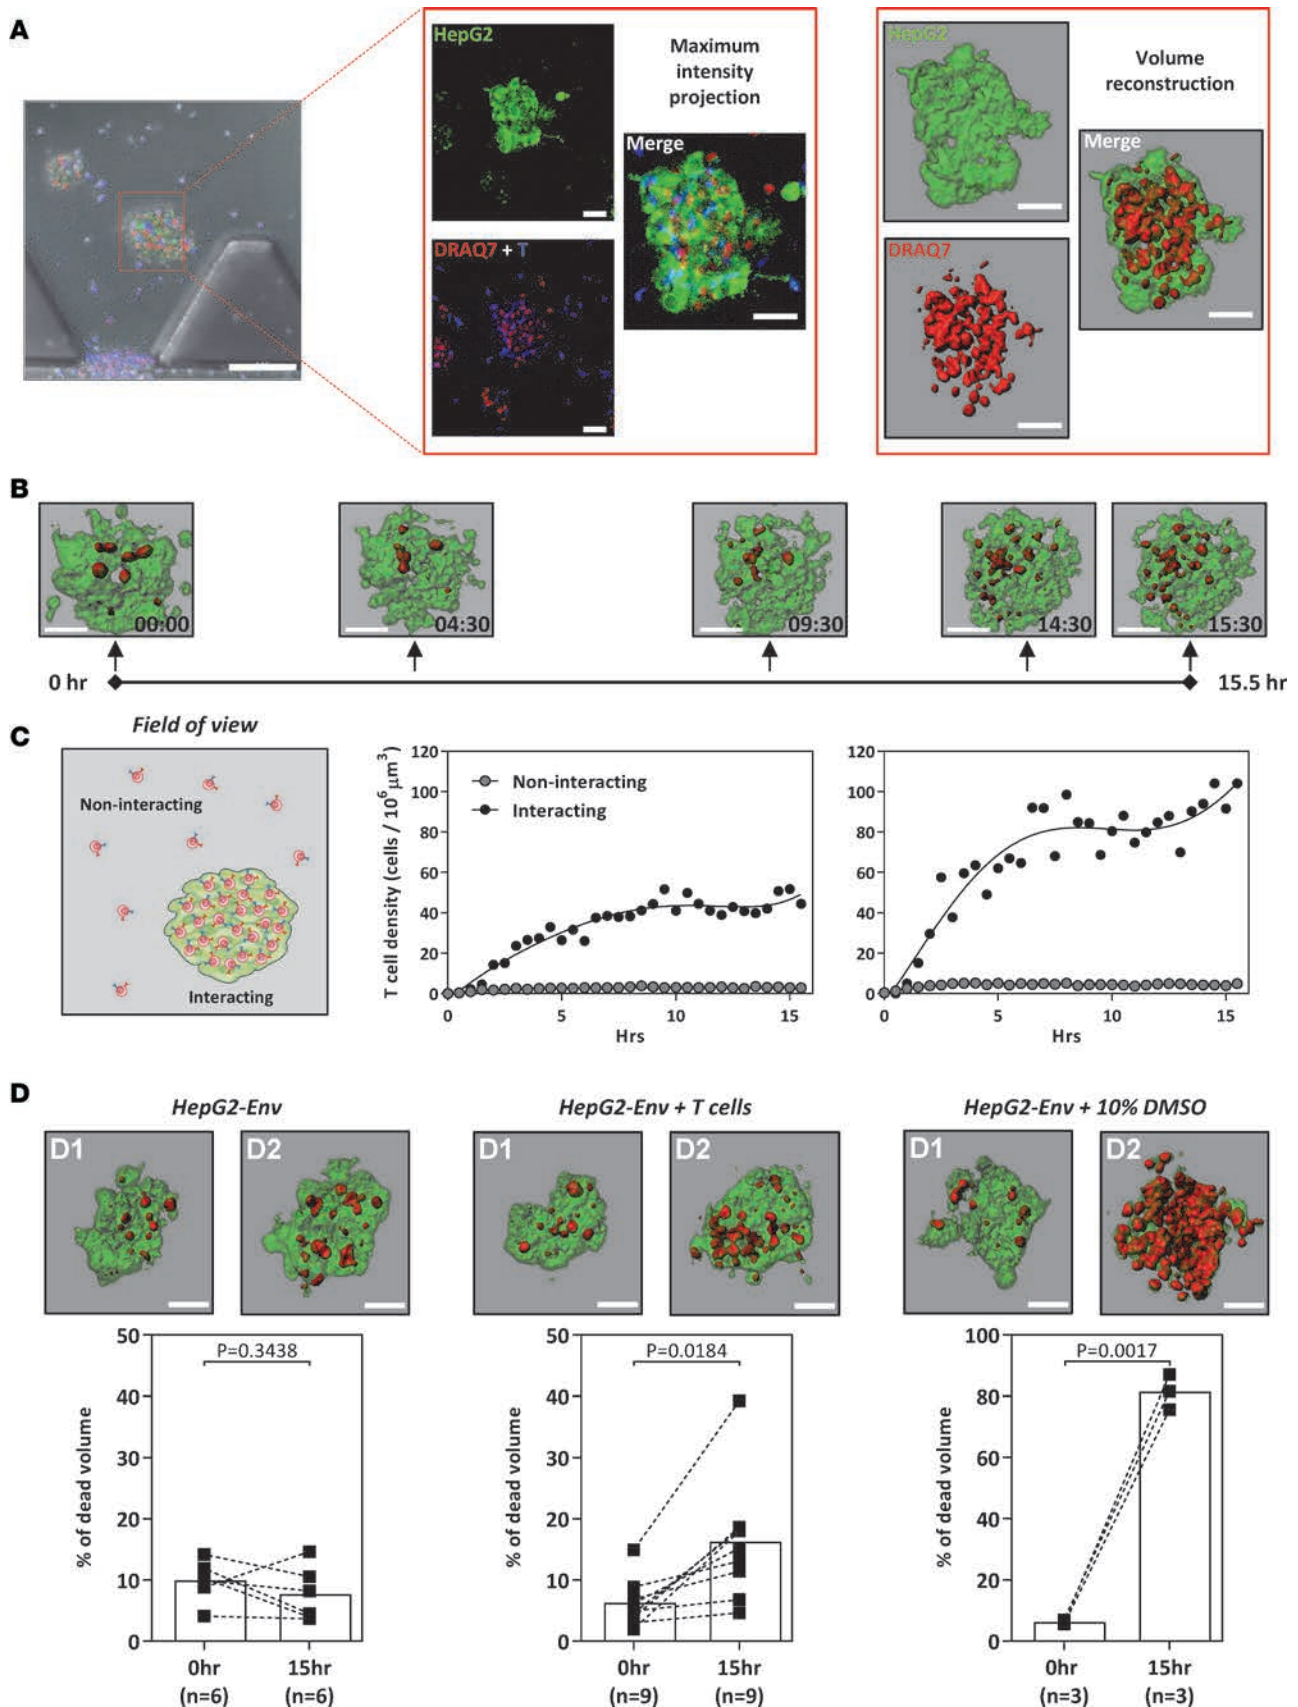 A
HepG2
Maximum
intensity
projection
Merge
DRAQ7 + T
HepG2
Volume
reconstruction
Merge
DRAQ7
B
00:00
04:30
09:30
14:30
15:30
0 hr
15.5 hr
C
Field of view
Non-interacting
Interacting
T cell density (cells / 10⁶ µm³)
120
100
80
60
40
20
0
Non-interacting
Interacting
0 5 10 15
Hrs
120
100
80
60
40
20
0
0 5 10 15
Hrs
D
HepG2-Env
D1
D2
HepG2-Env + T cells
D1
D2
HepG2-Env + 10% DMSO
D1
D2
% of dead volume
50
40
30
20
10
0
P=0.3438
0hr 15hr
(n=6) (n=6)
% of dead volume
50
40
30
20
10
0
P=0.0184
0hr 15hr
(n=9) (n=9)
% of dead volume
100
80
60
40
20
0
P=0.0017
0hr 15hr
(n=3) (n=3)